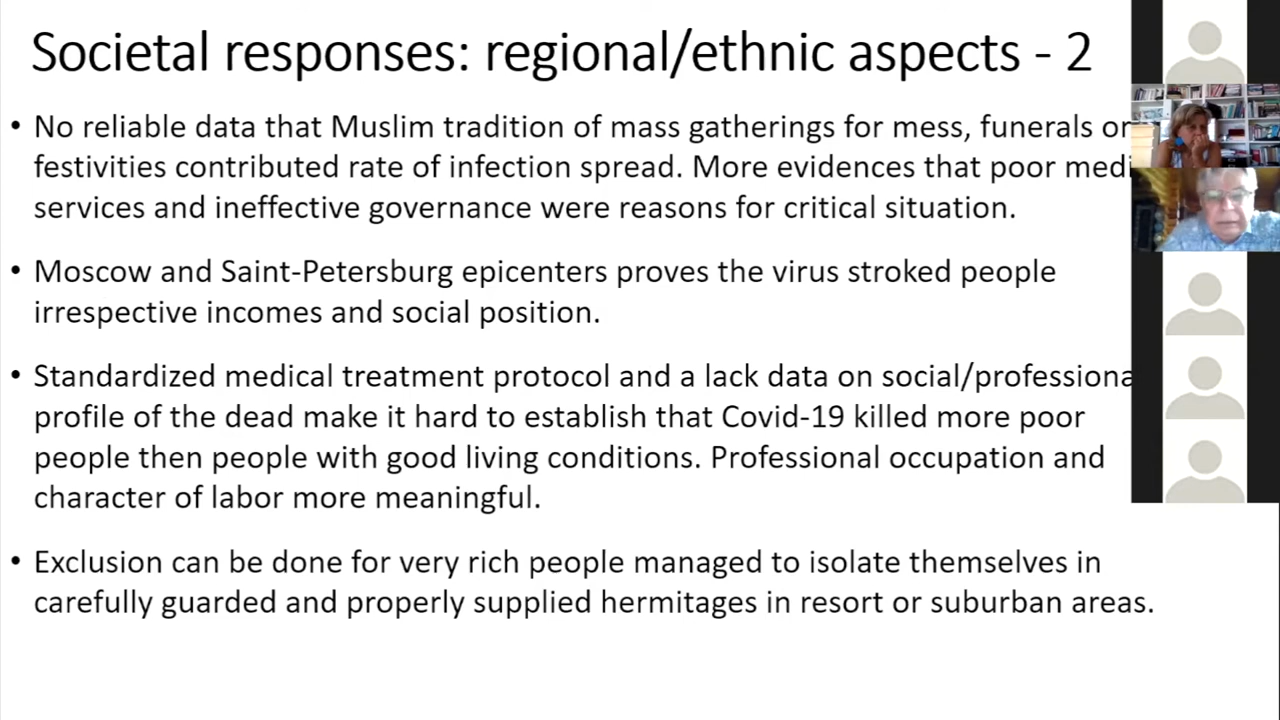 Societal responses: regional/ethnic aspects - 2
• No reliable data that Muslim tradition of mass gatherings for mess, funerals or
festivities contributed rate of infection spread. More evidences that poor medi
services and ineffective governance were reasons for critical situation.
• Moscow and Saint-Petersburg epicenters proves the virus stroked people
irrespective incomes and social position.
• Standardized medical treatment protocol and a lack data on social/professiona
profile of the dead make it hard to establish that Covid-19 killed more poor
people then people with good living conditions. Professional occupation and
character of labor more meaningful.
• Exclusion can be done for very rich people managed to isolate themselves in
carefully guarded and properly supplied hermitages in resort or suburban areas.